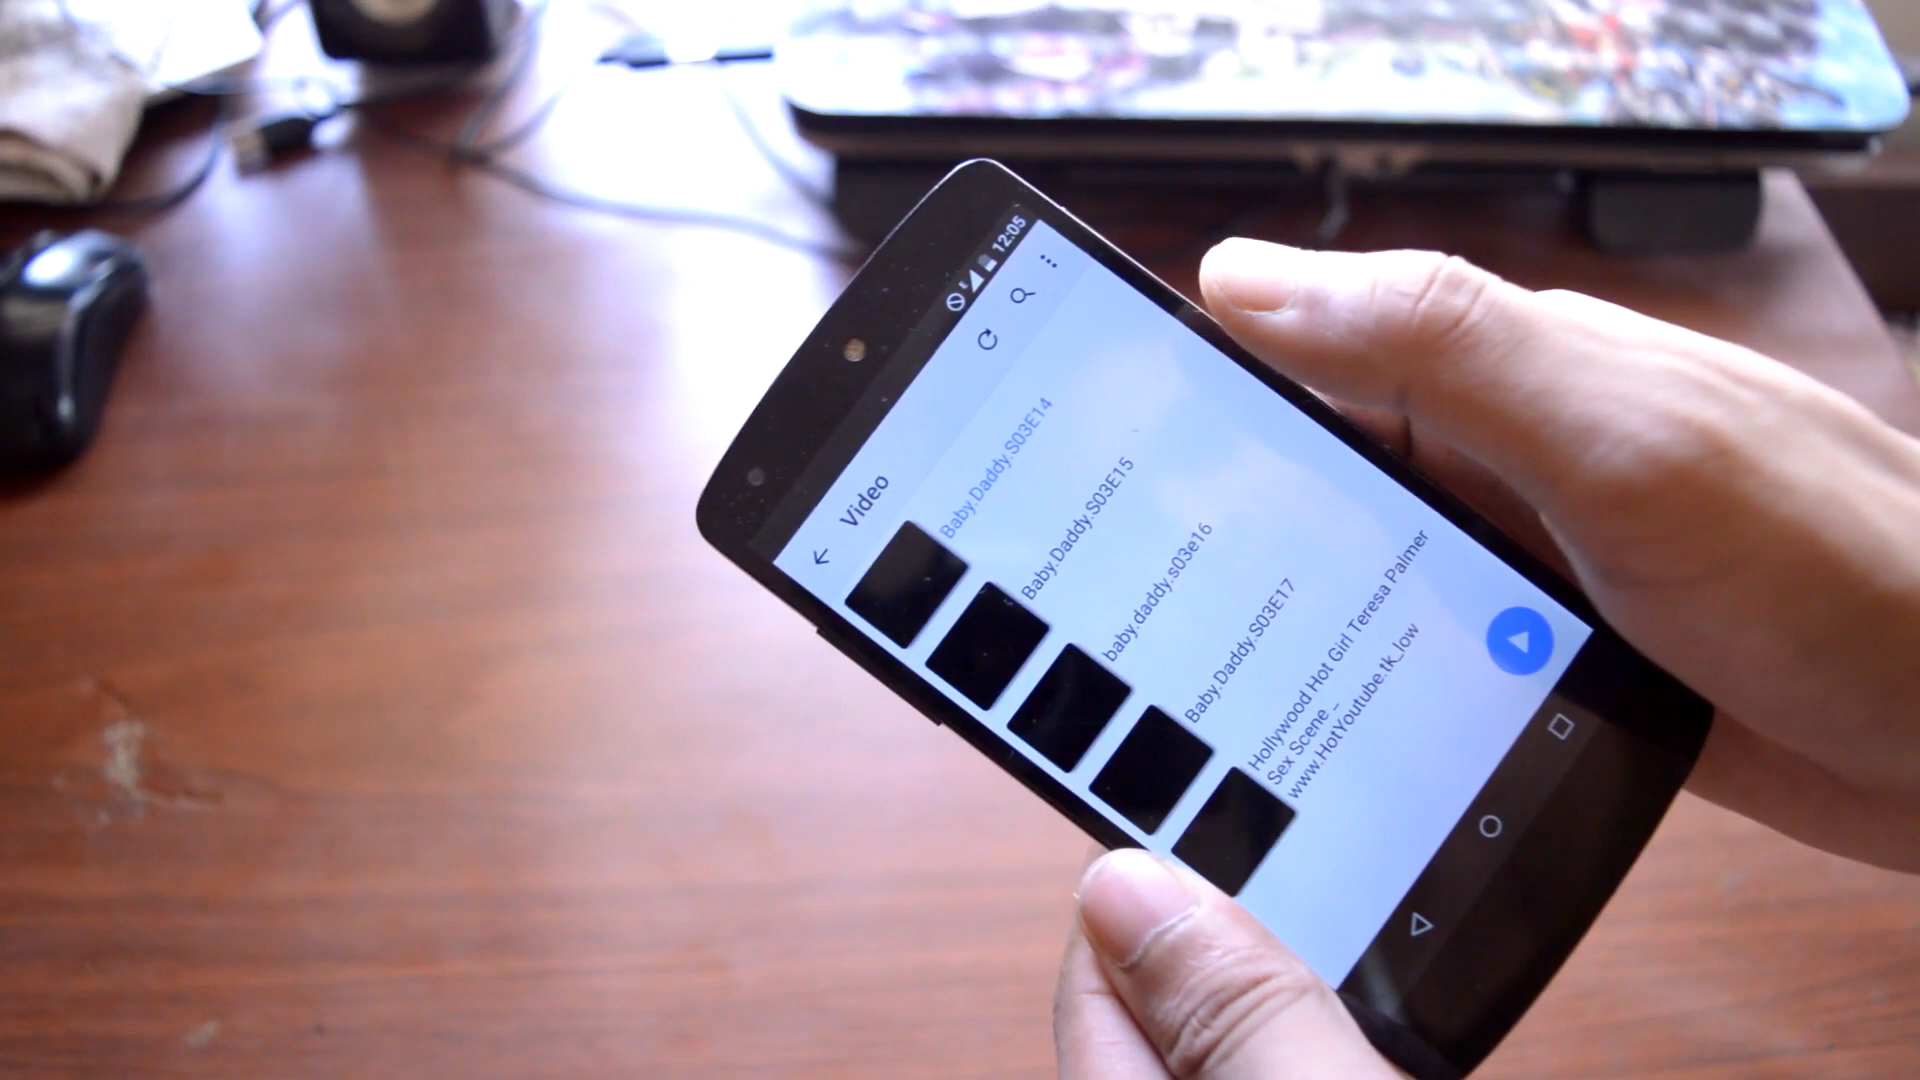 12:05
Video
Baby.Daddy.S03E14
Baby.Daddy.S03E15
baby.daddy.s03e16
Baby.Daddy.S03E17
Hollywood Hot Girl Teresa Palmer
Sex Scene _
www.HotYoutube.tk_low